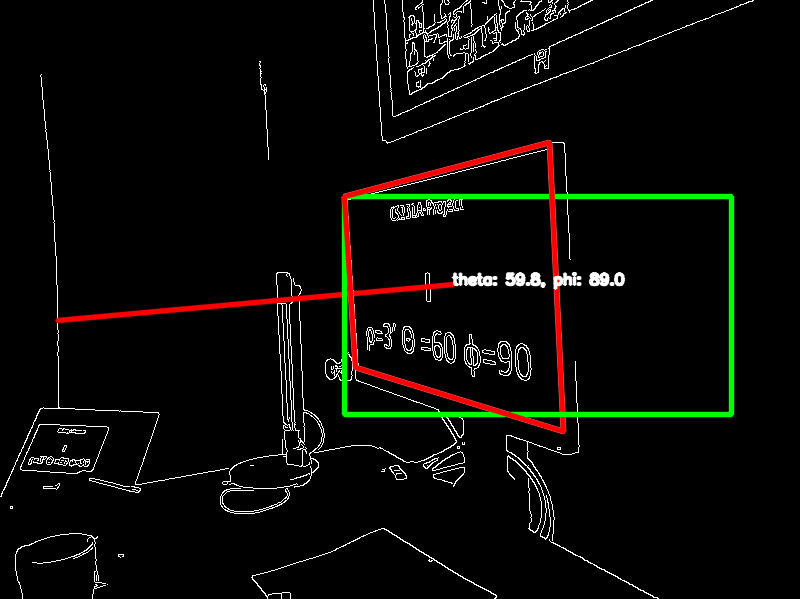 CS231A-Project
theta: 59.8, phi: 89.0
ρ=3' Θ =60 ϕ=90